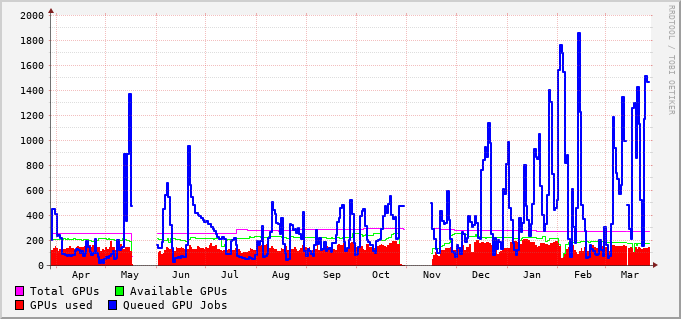 2000
1800
1600
1400
1200
1000
800
600
400
200
0
Apr May Jun Jul Aug Sep Oct Nov Dec Jan Feb Mar
Total GPUs Available GPUs
GPUs used Queued GPU Jobs
RRDTOOL / TOBI OETIKER